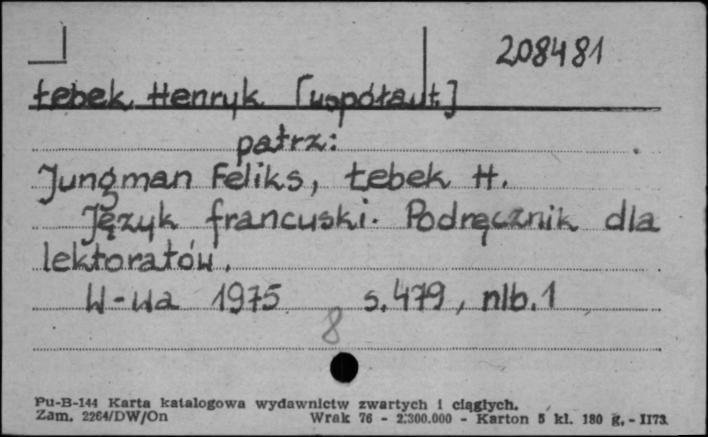 208481
Łebek Henryk [współaut.]
patrz:
Jungman Feliks, Łebek H.
Język francuski. Podręcznik dla
lektoratów.
W-wa 1975 s. 479, nlb. 1
8
Pu-B-144 Karta katalogowa wydawnictw zwartych i ciągłych.
Zam. 2264/DW/On Wrak 76 - 2.300.000 - Karton 5 kl. 180 g. - II73.